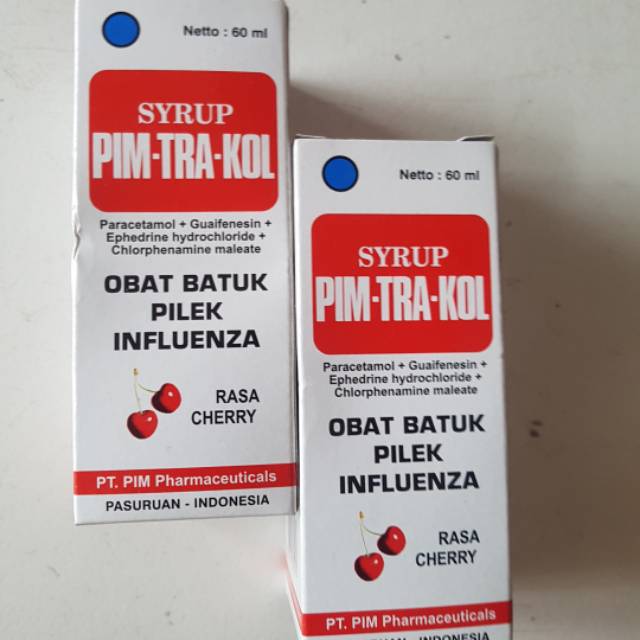 Netto : 60 ml
SYRUP
PIM-TRA-KOL
Paracetamol + Guaifenesin +
Ephedrine hydrochloride +
Chlorphenamine maleate
OBAT BATUK
PILEK
INFLUENZA
RASA
CHERRY
PT. PIM Pharmaceuticals
PASURUAN - INDONESIA
Netto : 60 ml
SYRUP
PIM-TRA-KOL
Paracetamol + Guaifenesin +
Ephedrine hydrochloride +
Chlorphenamine maleate
OBAT BATUK
PILEK
INFLUENZA
RASA
CHERRY
PT. PIM Pharmaceuticals
PASURUAN - INDONESIA